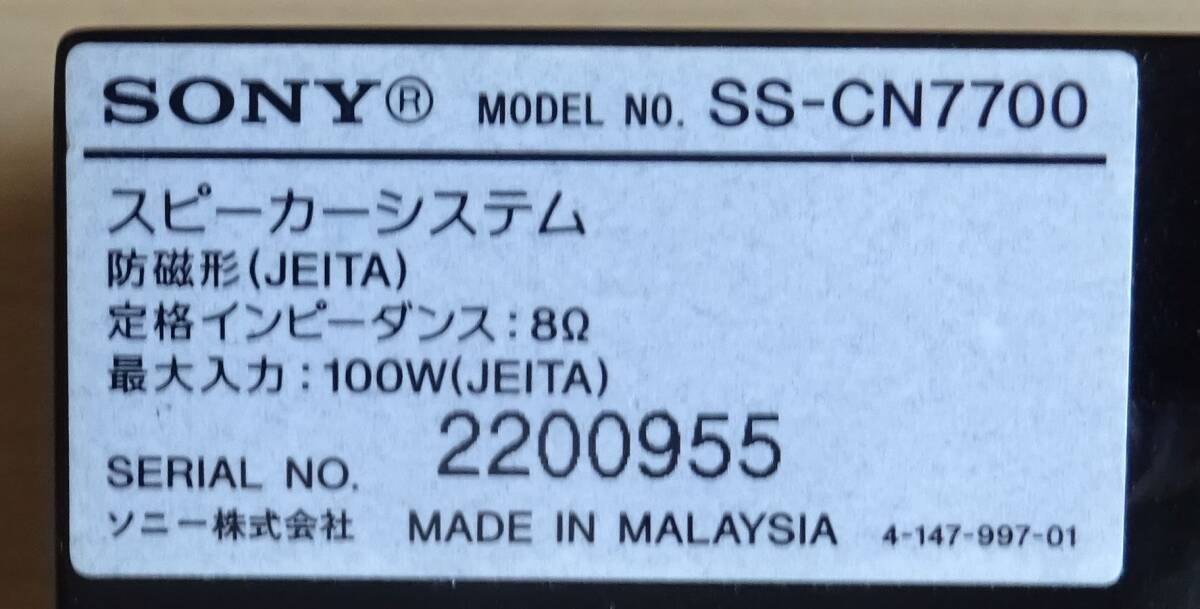 SONY® MODEL NO. SS-CN7700
スピーカーシステム
防磁形(JEITA)
定格インピーダンス:8Ω
最大入力:100W(JEITA)
SERIAL NO. 2200955
ソニー株式会社 MADE IN MALAYSIA 4-147-997-01